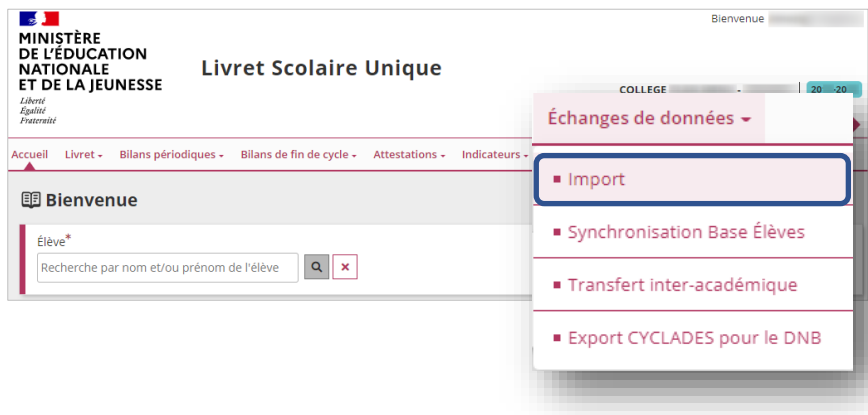 Bienvenue
MINISTÈRE
DE L'ÉDUCATION
NATIONALE
ET DE LA JEUNESSE
Liberté
Égalité
Fraternité
Livret Scolaire Unique
COLLEGE - 20 -20
Échanges de données
Accueil Livret Bilans périodiques Bilans de fin de cycle Attestations Indicateurs
Import
Bienvenue
Synchronisation Base Élèves
Élève*
Recherche par nom et/ou prénom de l'élève
Transfert inter-académique
Export CYCLADES pour le DNB